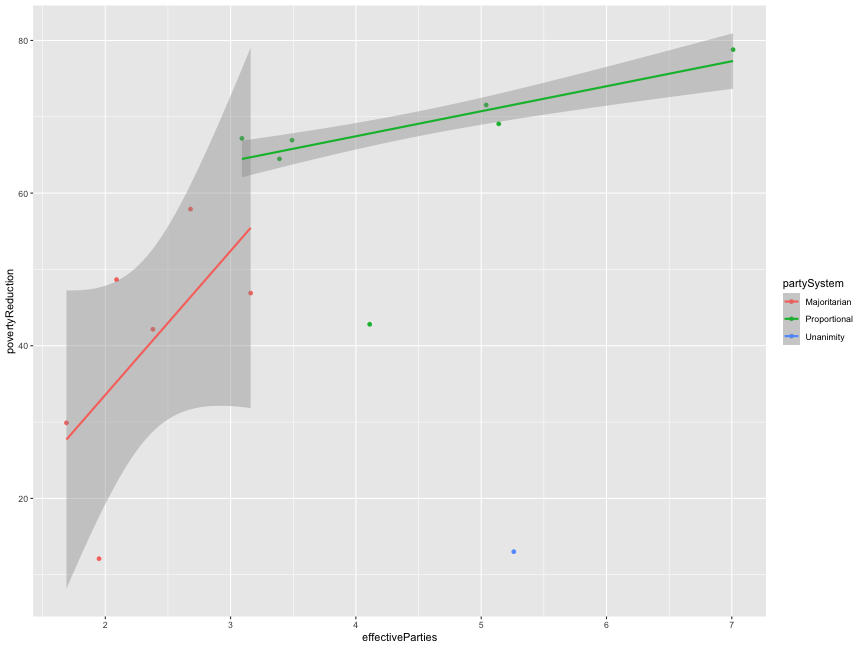 80
60
40
20
povertyReduction
2 3 4 5 6 7
effectiveParties
partySystem
Majoritarian
Proportional
Unanimity